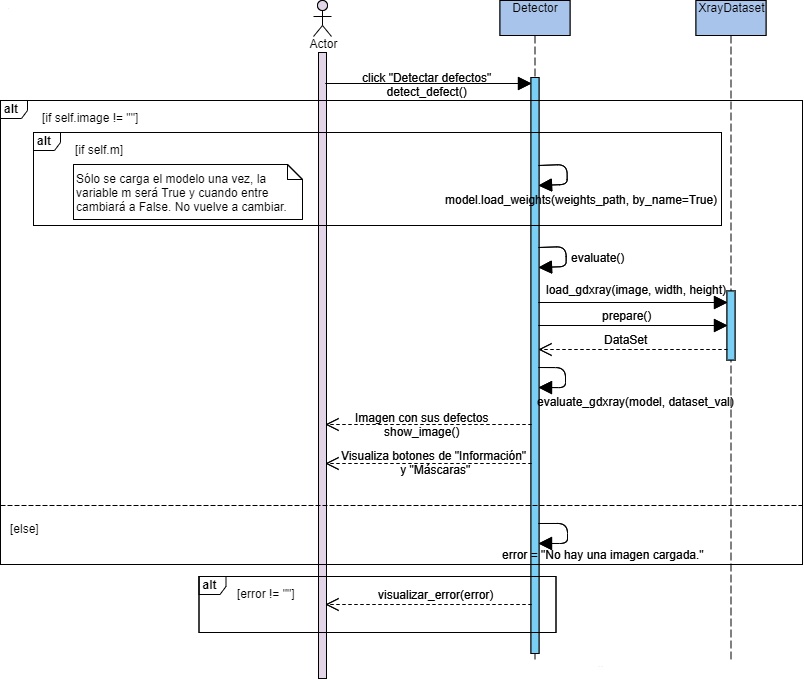 Detector
XrayDataset
Actor
click "Detectar defectos"
detect_defect()
alt
[if self.image != ""]
alt
[if self.m]
Sólo se carga el modelo una vez, la
variable m será True y cuando entre
cambiará a False. No vuelve a cambiar.
model.load_weights(weights_path, by_name=True)
evaluate()
load_gdxray(image, width, height)
prepare()
DataSet
evaluate_gdxray(model, dataset_val)
Imagen con sus defectos
show_image()
Visualiza botones de "Información"
y "Máscaras"
[else]
error = "No hay una imagen cargada."
alt
[error != ""]
visualizar_error(error)